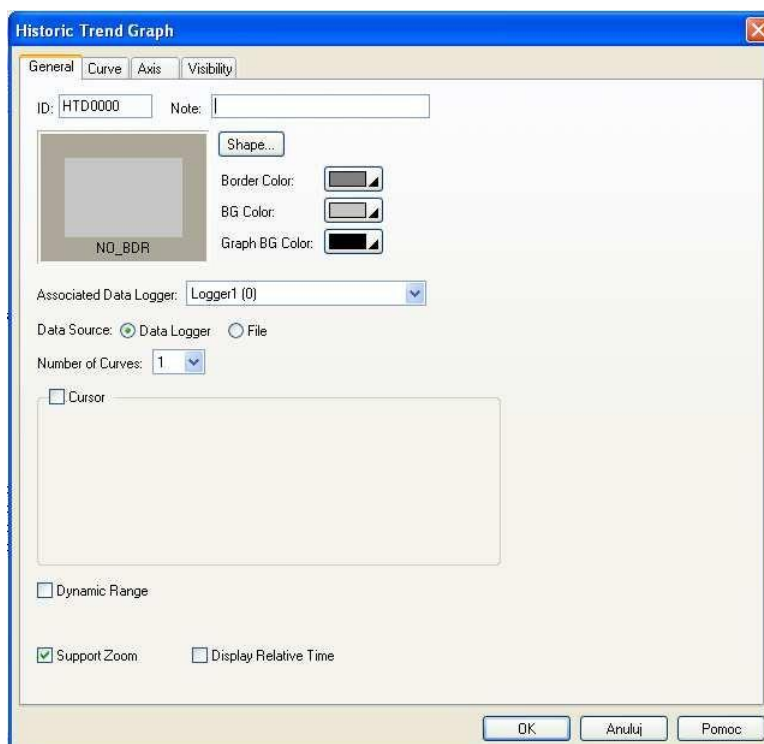 Historic Trend Graph
General Curve Axis Visibility
ID: HTD0000 Note:
Shape...
Border Color:
BG Color:
Graph BG Color:
NO_BDR
Associated Data Logger: Logger1 (0)
Data Source: Data Logger File
Number of Curves: 1
Cursor
Dynamic Range
Support Zoom Display Relative Time
OK Anuluj Pomoc